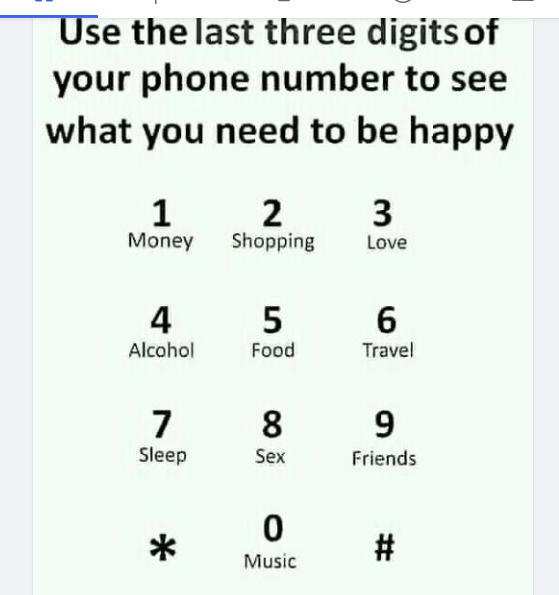 Use the last three digits of
your phone number to see
what you need to be happy
1 2 3
Money Shopping Love
4 5 6
Alcohol Food Travel
7 8 9
Sleep Sex Friends
* 0 #
Music